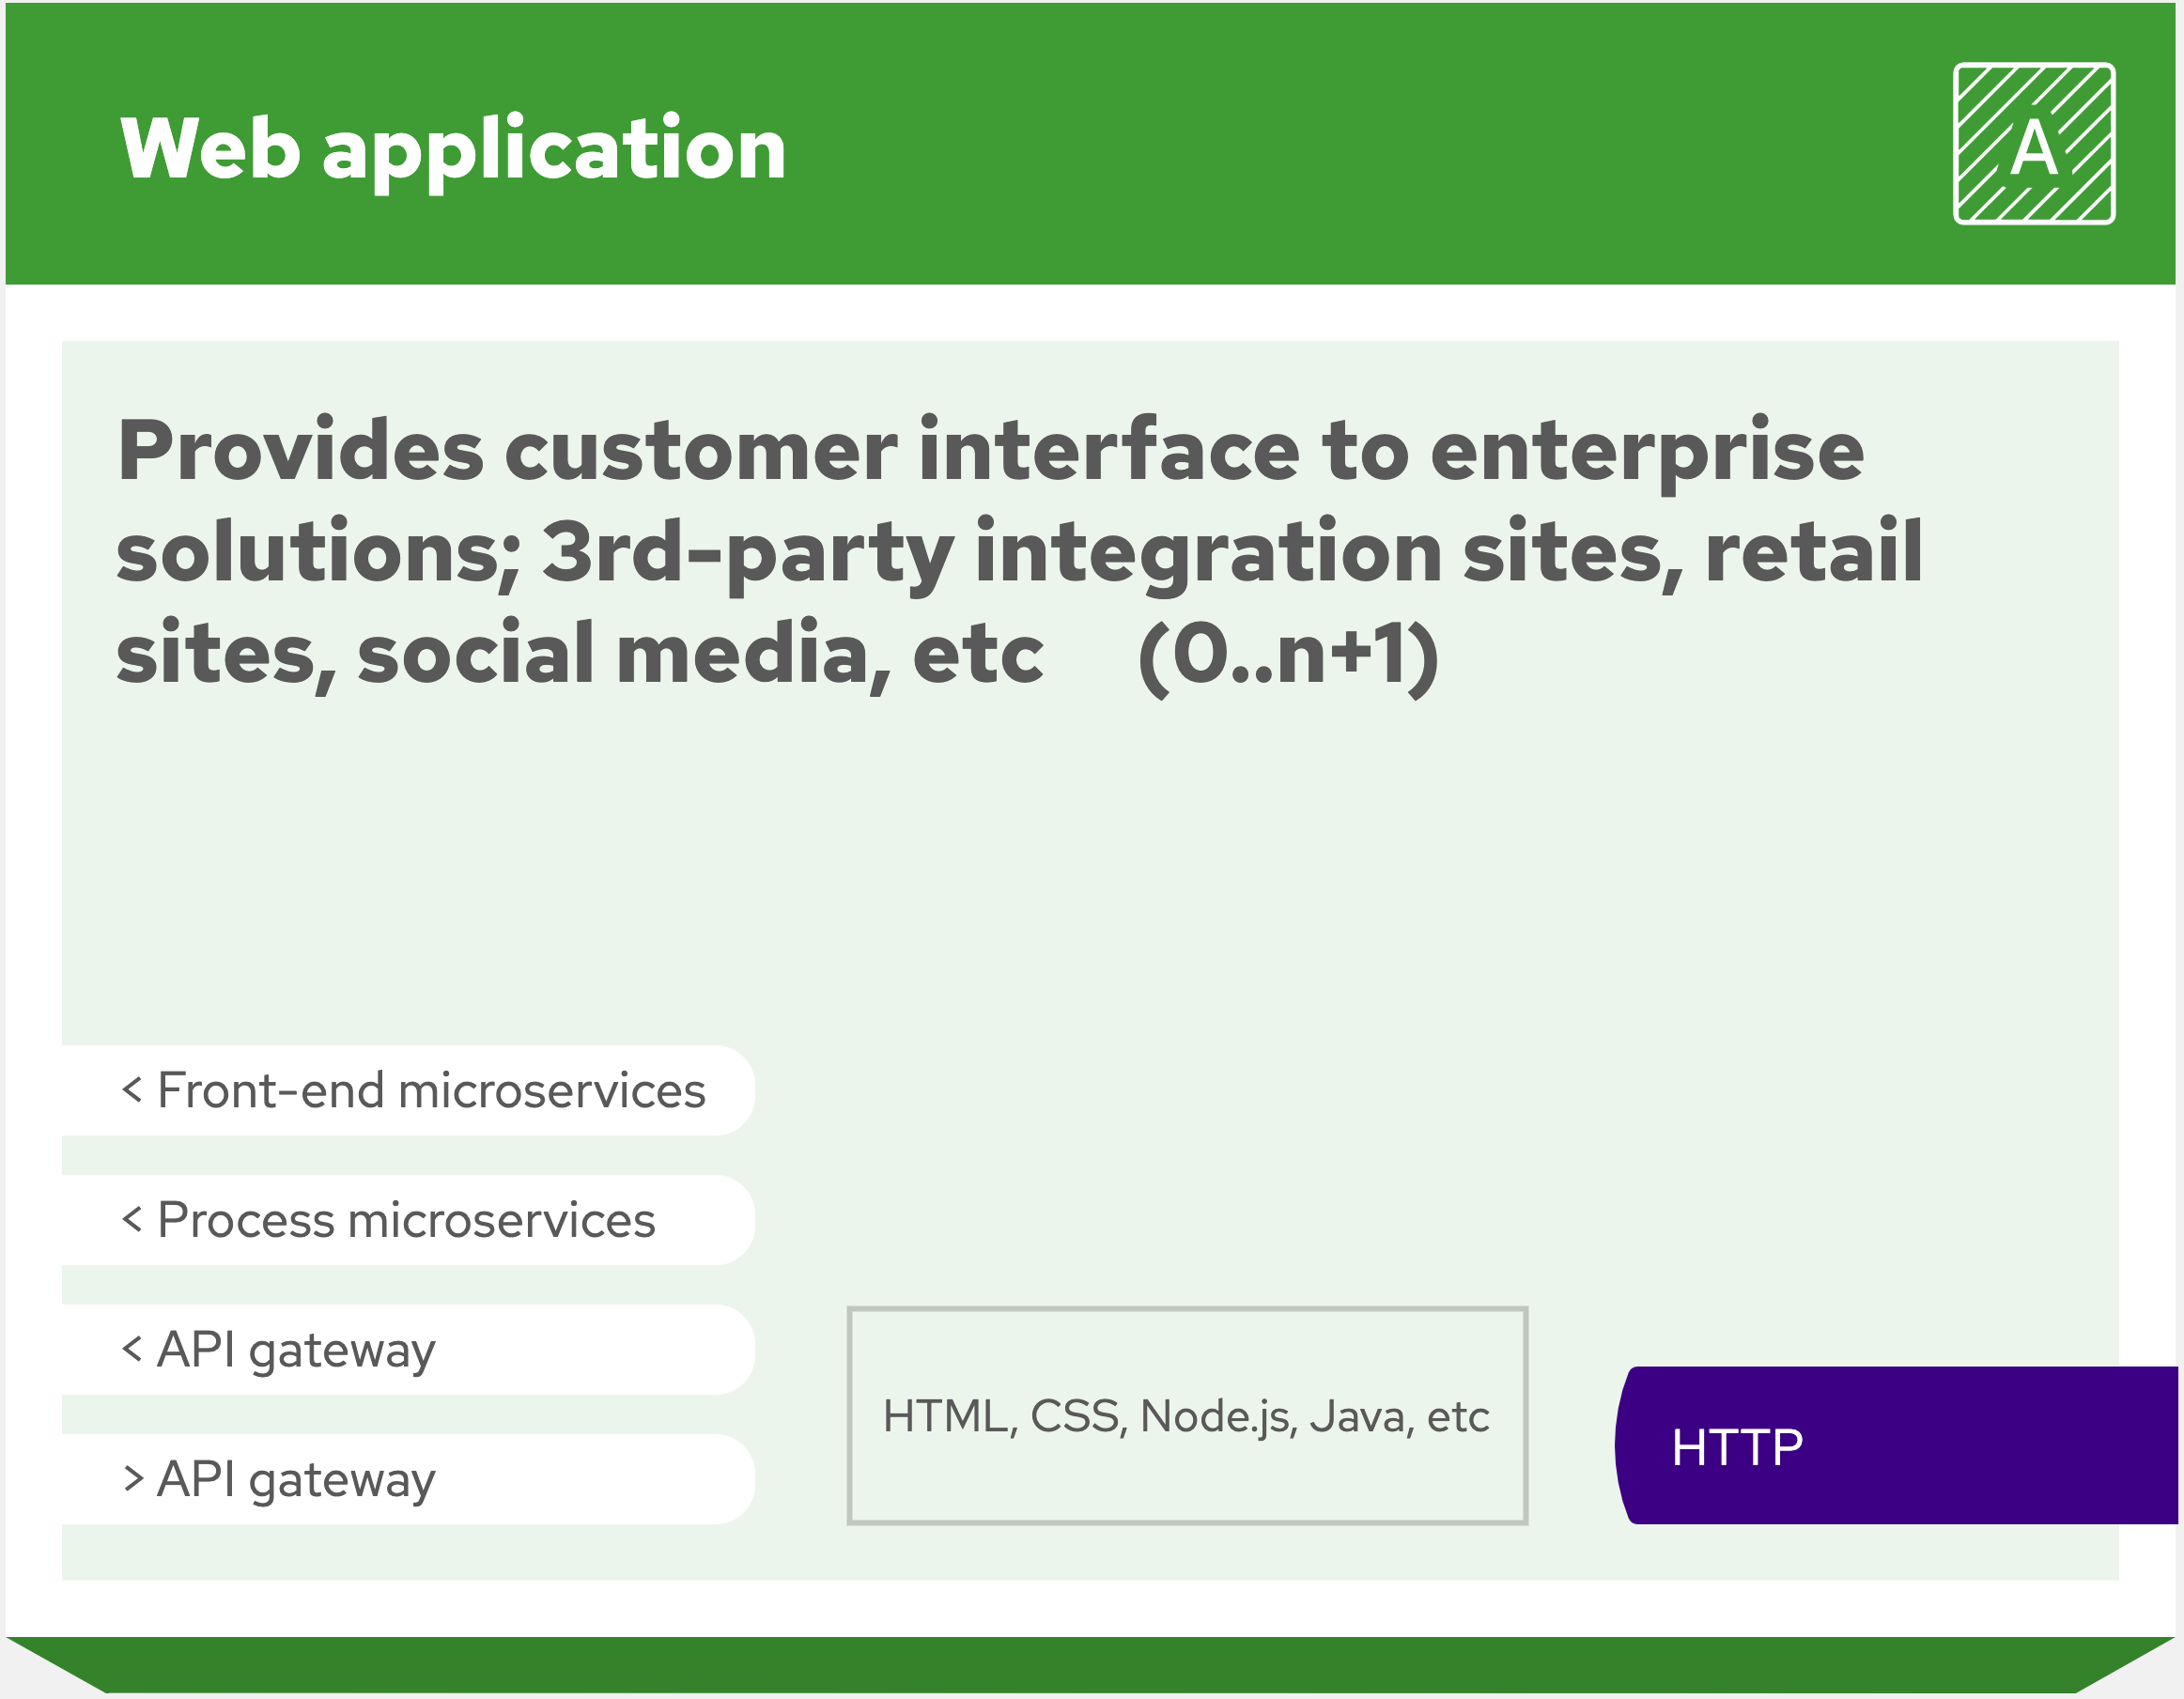 Web application
A
Provides customer interface to enterprise
solutions; 3rd-party integration sites, retail
sites, social media, etc (0..n+1)
< Front-end microservices
< Process microservices
< API gateway
> API gateway
HTML, CSS, Node.js, Java, etc
HTTP